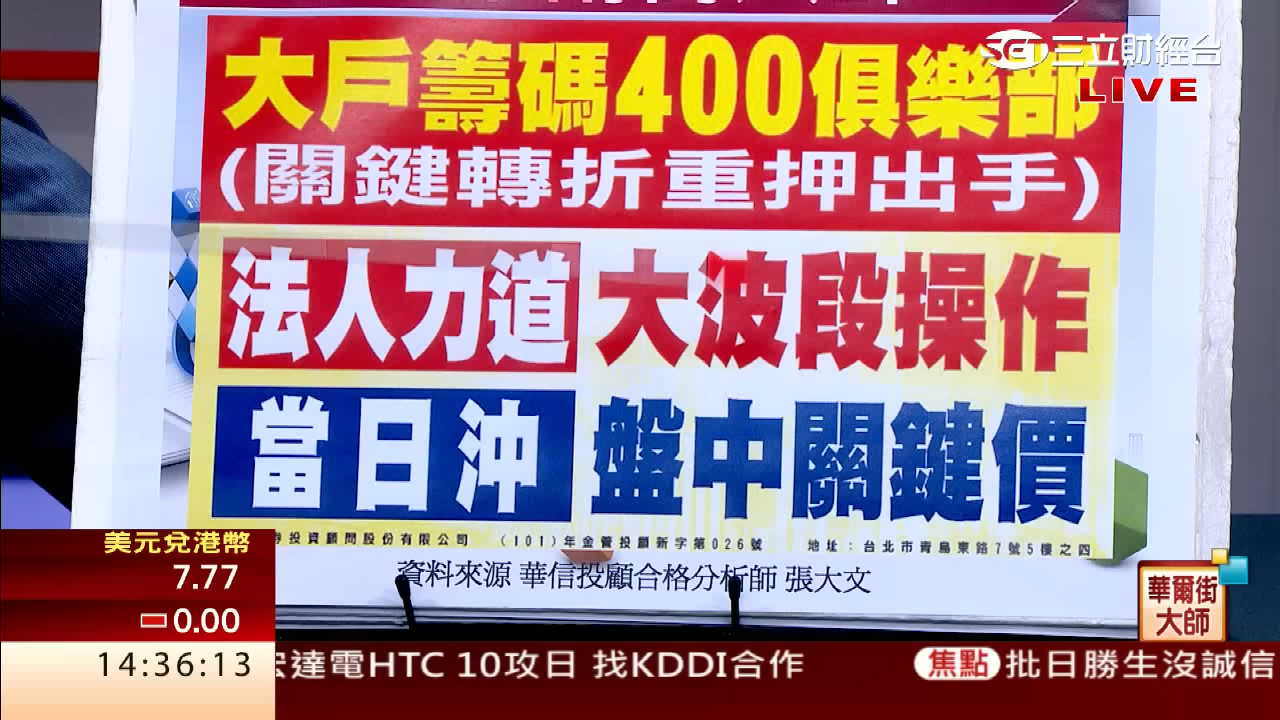 大戶籌碼400俱樂部
(關鍵轉折重押出手)
三立財經台
LIVE
法人力道 大波段操作
當日沖 盤中關鍵價
券投資顧問股份有限公司 (101)年金管投顧新字第026號 地址:台北市青島東路7號5樓之四
資料來源 華信投顧合格分析師 張大文
美元兌港幣
7.77
0.00
14:36:13
華爾街
大師
宏達電HTC 10攻日 找KDDI合作
焦點 批日勝生沒誠信